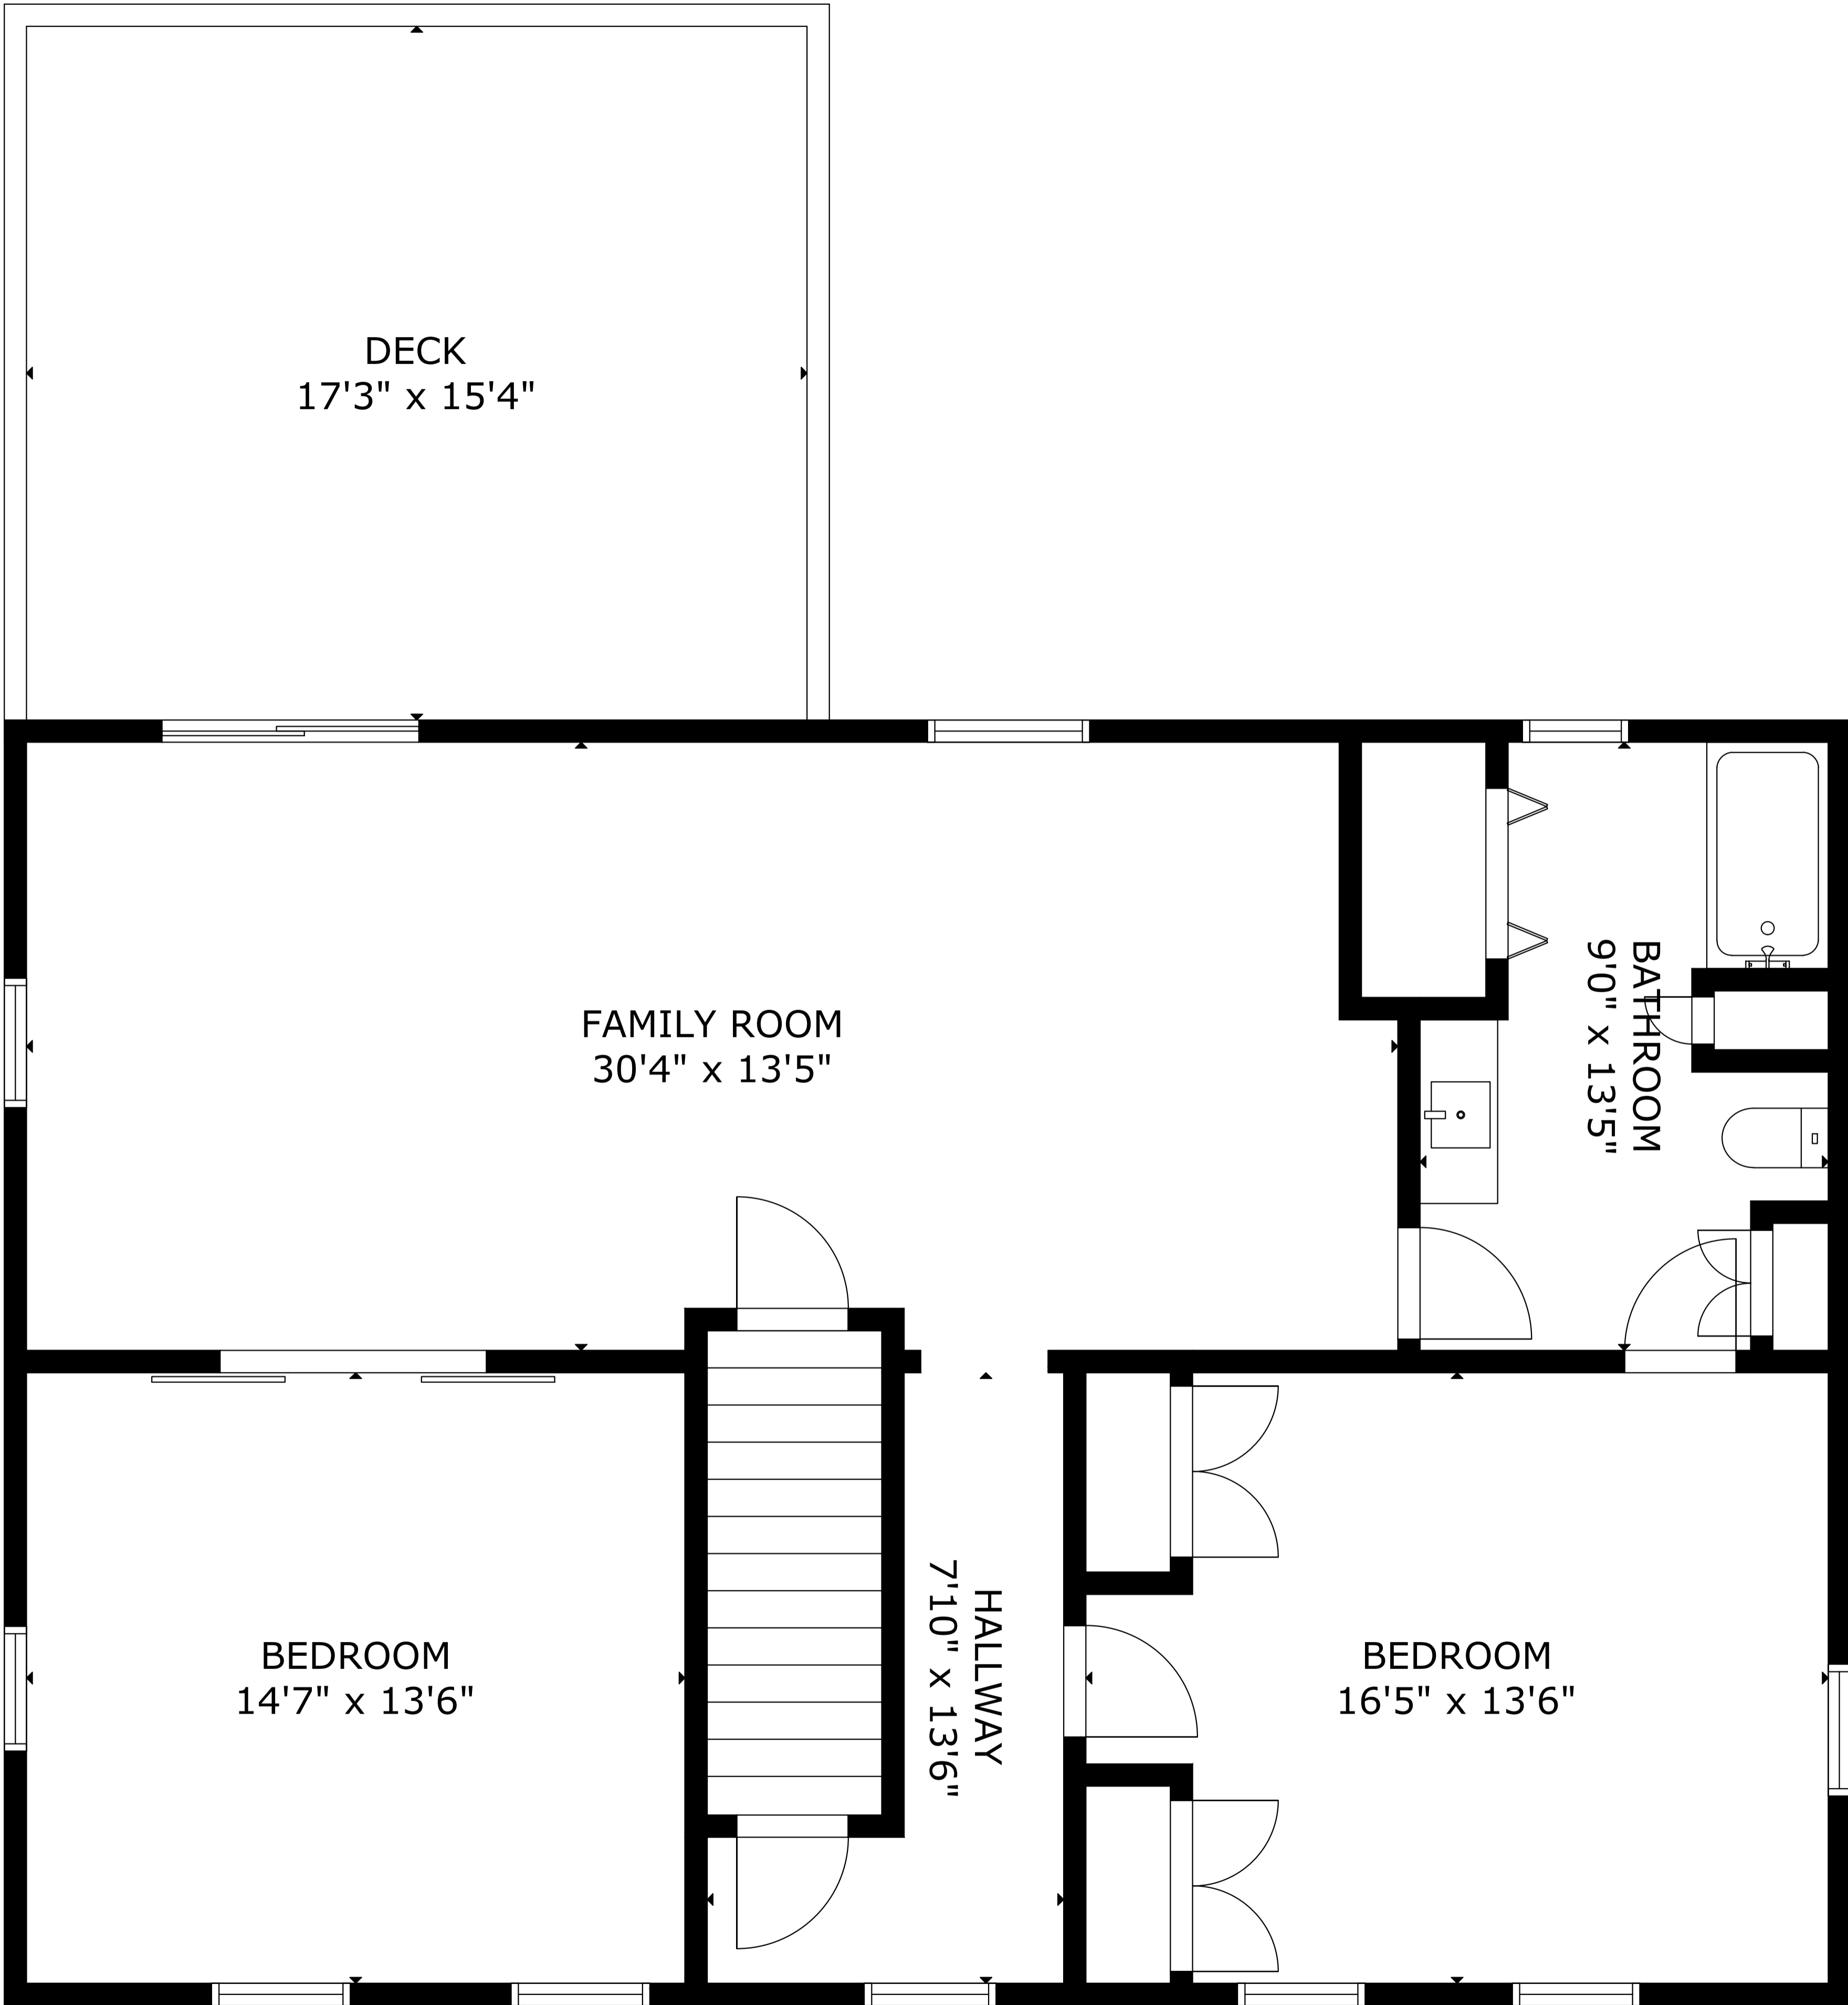 DECK
17'3" x 15'4"
FAMILY ROOM
30'4" x 13'5"
BATHROOM
9'0" x 13'5"
BEDROOM
14'7" x 13'6"
HALLWAY
7'10" x 13'6"
BEDROOM
16'5" x 13'6"